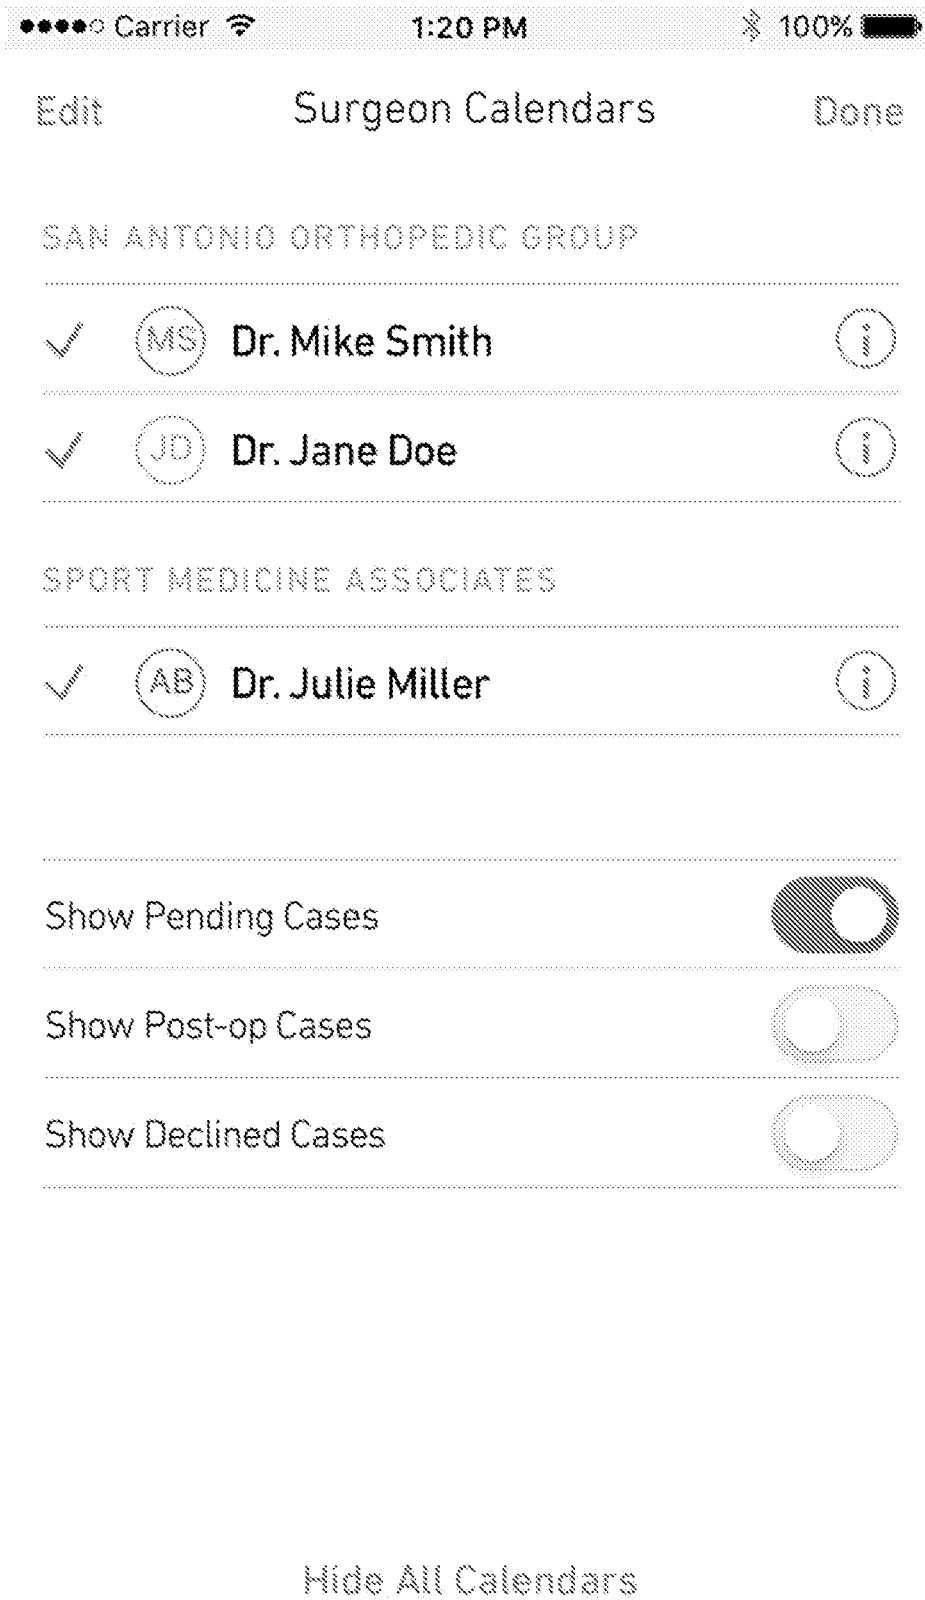 Carrier 1:20 PM 100%
Edit Surgeon Calendars Done
SAN ANTONIO ORTHOPEDIC GROUP
MS Dr. Mike Smith i
JD Dr. Jane Doe i
SPORT MEDICINE ASSOCIATES
AB Dr. Julie Miller i
Show Pending Cases
Show Post-op Cases
Show Declined Cases
Hide All Calendars